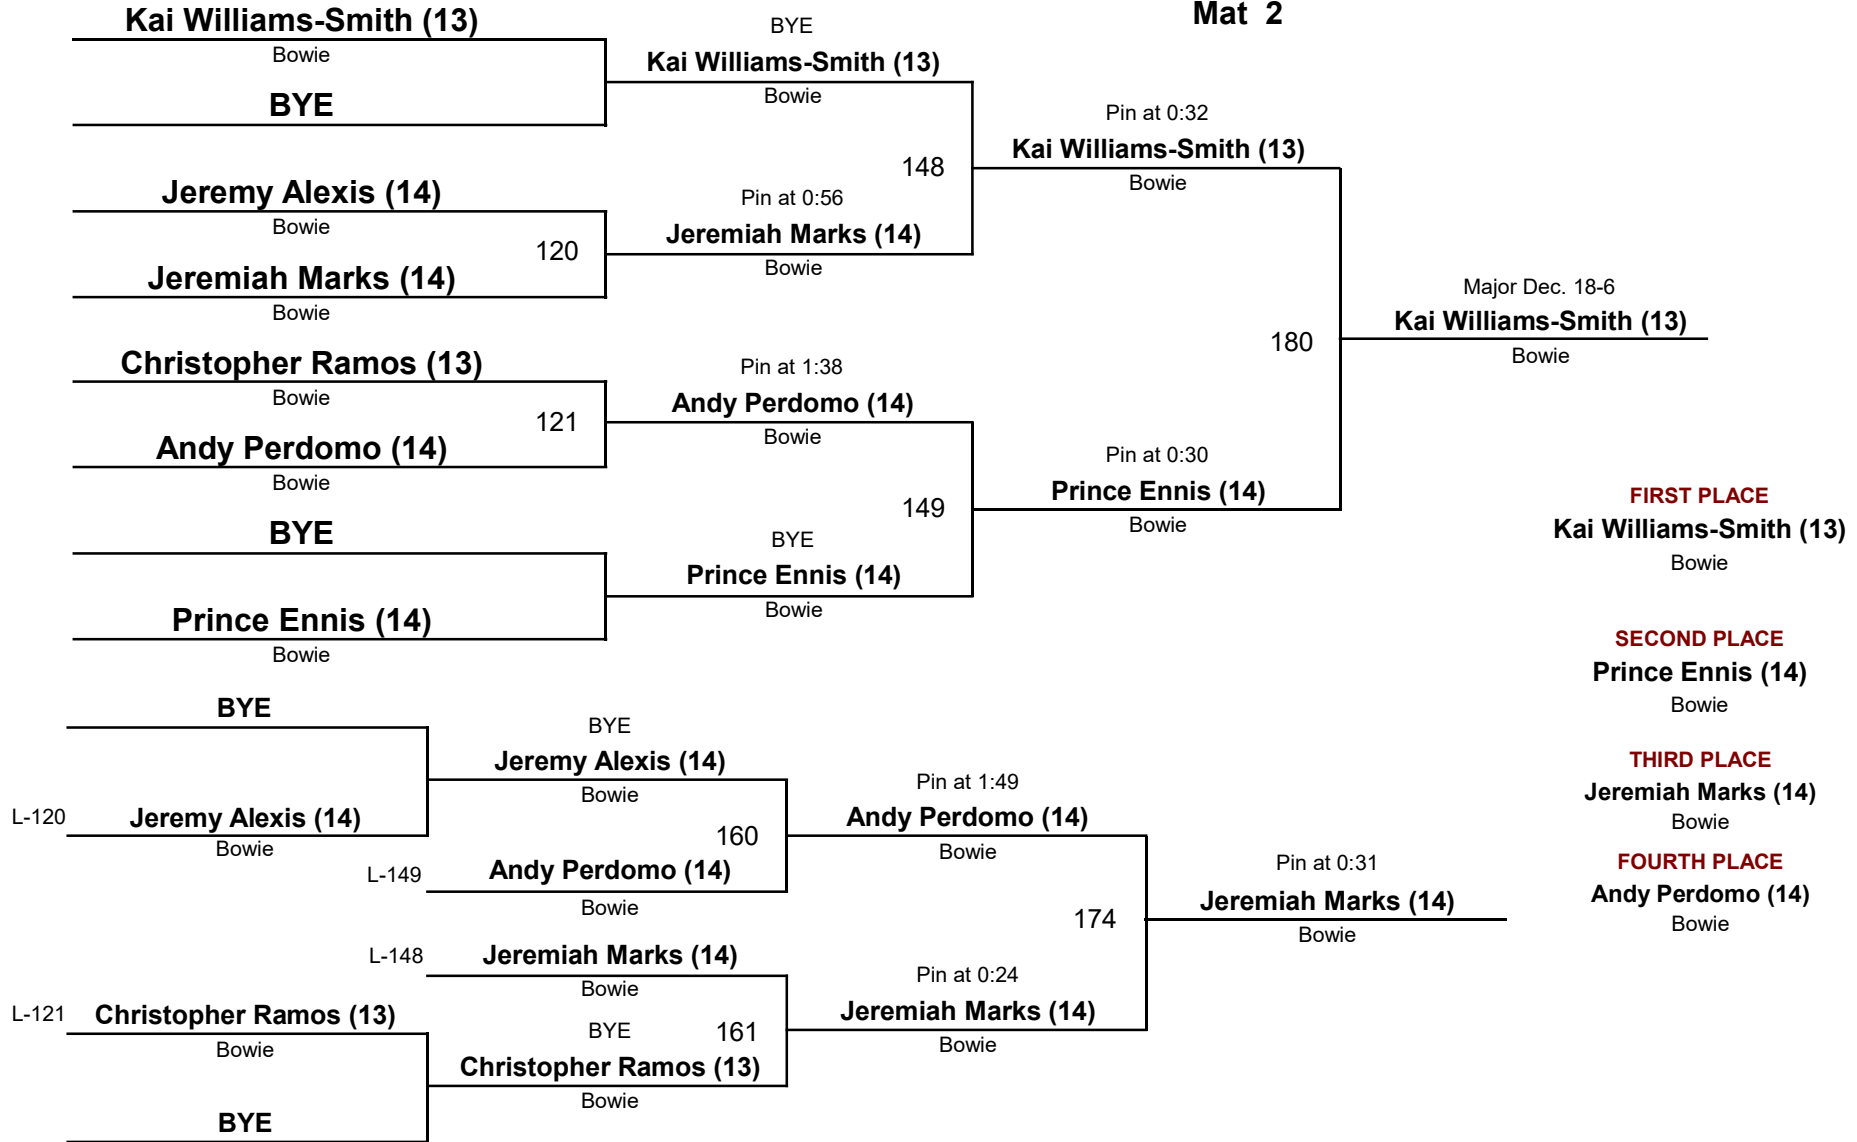 Mat 2
Kai Williams-Smith (13)
Bowie
BYE
Jeremy Alexis (14)
Bowie
120
Jeremiah Marks (14)
Bowie
Christopher Ramos (13)
Bowie
121
Andy Perdomo (14)
Bowie
BYE
Prince Ennis (14)
Bowie
BYE
Kai Williams-Smith (13)
Bowie
148
Pin at 0:56
Jeremiah Marks (14)
Bowie
Pin at 1:38
Andy Perdomo (14)
Bowie
149
BYE
Prince Ennis (14)
Bowie
Pin at 0:32
Kai Williams-Smith (13)
Bowie
180
Pin at 0:30
Prince Ennis (14)
Bowie
Major Dec. 18-6
Kai Williams-Smith (13)
Bowie
FIRST PLACE
Kai Williams-Smith (13)
Bowie
SECOND PLACE
Prince Ennis (14)
Bowie
THIRD PLACE
Jeremiah Marks (14)
Bowie
FOURTH PLACE
Andy Perdomo (14)
Bowie
BYE
L-120
Jeremy Alexis (14)
Bowie
L-121
Christopher Ramos (13)
Bowie
BYE
BYE
Jeremy Alexis (14)
Bowie
160
L-149
Andy Perdomo (14)
Bowie
L-148
Jeremiah Marks (14)
Bowie
BYE
161
Christopher Ramos (13)
Bowie
Pin at 1:49
Andy Perdomo (14)
Bowie
174
Pin at 0:24
Jeremiah Marks (14)
Bowie
Pin at 0:31
Jeremiah Marks (14)
Bowie